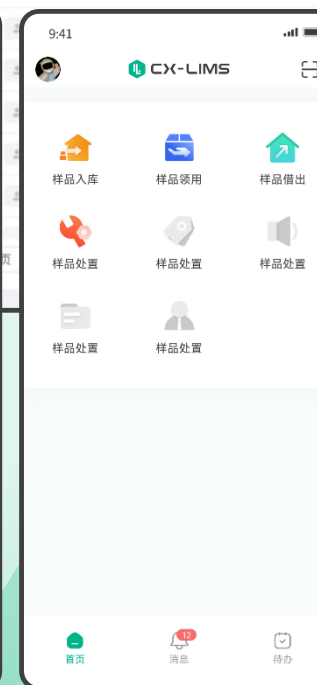 9:41
CX-LIMS
样品入库 样品领用 样品借出
样品处置 样品处置 样品处置
样品处置 样品处置
页
12
首页 消息 待办